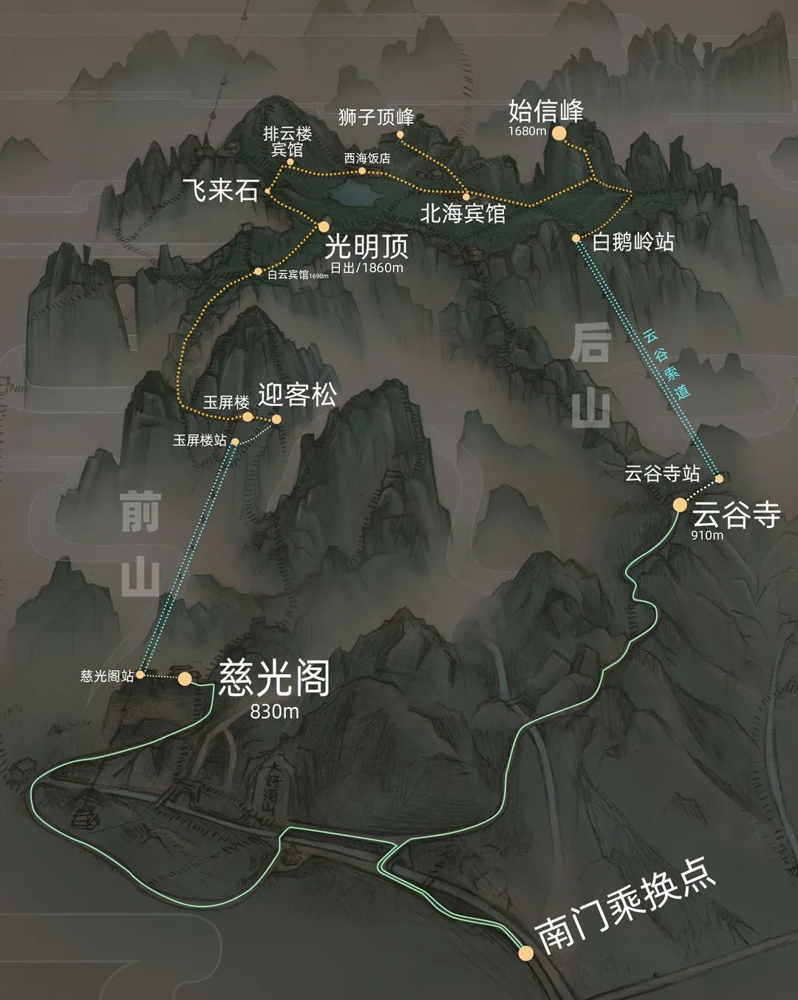 狮子顶峰
始信峰
1680m
排云楼
宾馆
西海饭店
飞来石
北海宾馆
光明顶
日出/1860m
白鹅岭站
白云宾馆1690m
后山
云谷索道
迎客松
玉屏楼
玉屏楼站
云谷寺站
云谷寺
910m
前山
慈光阁站
慈光阁
830m
大好河山
南门乘换点